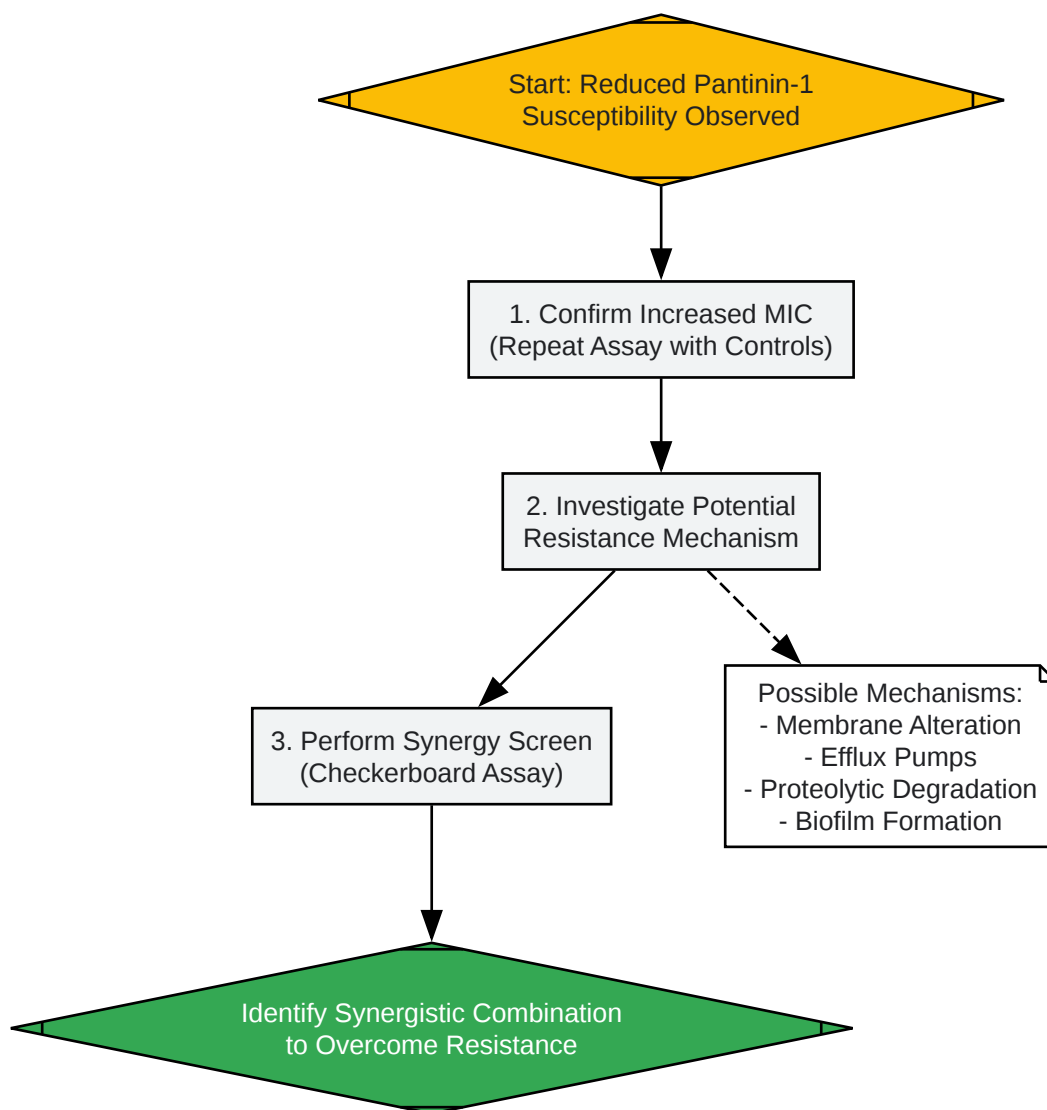 Start: Reduced Pantinin-1
Susceptibility Observed
1. Confirm Increased MIC
(Repeat Assay with Controls)
2. Investigate Potential
Resistance Mechanism
3. Perform Synergy Screen
(Checkerboard Assay)
Possible Mechanisms:
- Membrane Alteration
- Efflux Pumps
- Proteolytic Degradation
- Biofilm Formation
Identify Synergistic Combination
to Overcome Resistance